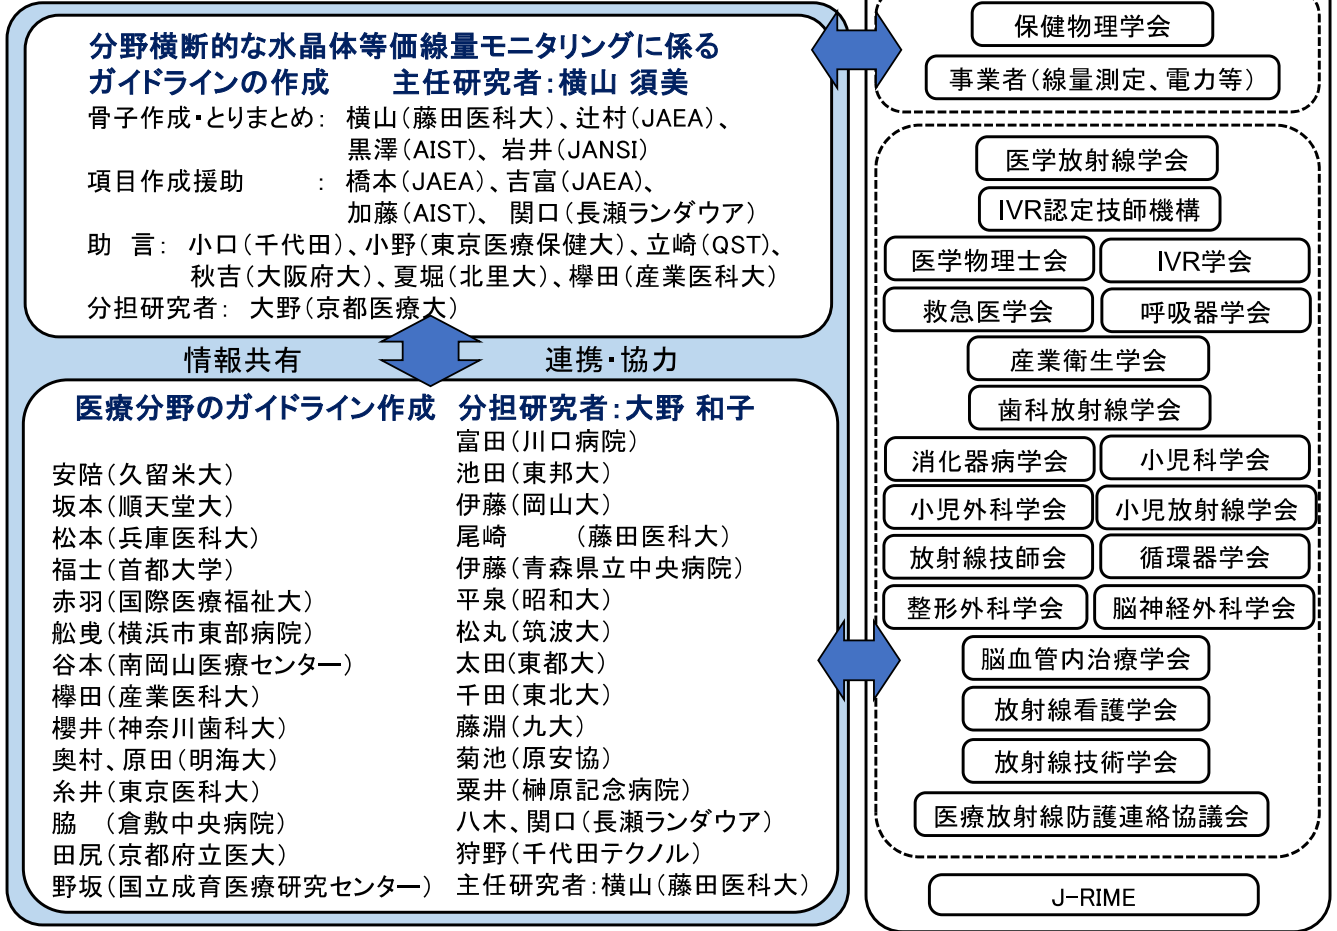 分野横断的な水晶体等価線量モニタリングに係る
ガイドラインの作成　　主任研究者：横山 須美
骨子作成・とりまとめ： 横山（藤田医科大）、辻村（JAEA）、
黒澤（AIST）、岩井（JANSI）
項目作成援助　　： 橋本（JAEA）、吉富（JAEA）、
加藤（AIST）、 関口（長瀬ランダウア）
助　言： 小口（千代田）、小野（東京医療保健大）、立崎（QST）、
秋吉（大阪府大）、夏堀（北里大）、欅田（産業医科大）
分担研究者： 大野（京都医療大）
情報共有
連携・協力
医療分野のガイドライン作成　分担研究者：大野 和子
安陪（久留米大）
坂本（順天堂大）
松本（兵庫医科大）
福士（首都大学）
赤羽（国際医療福祉大）
舩曵（横浜市東部病院）
谷本（南岡山医療センター）
欅田（産業医科大）
櫻井（神奈川歯科大）
奥村、原田（明海大）
糸井（東京医科大）
脇　（倉敷中央病院）
田尻（京都府立医大）
野坂（国立成育医療研究センター）
富田（川口病院）
池田（東邦大）
伊藤（岡山大）
尾崎　　（藤田医科大）
伊藤（青森県立中央病院）
平泉（昭和大）
松丸（筑波大）
太田（東都大）
千田（東北大）
藤淵（九大）
菊池（原安協）
粟井（榊原記念病院）
八木、関口（長瀬ランダウア）
狩野（千代田テクノル）
主任研究者：横山（藤田医科大）
保健物理学会
事業者（線量測定、電力等）
医学放射線学会
IVR認定技師機構
医学物理士会
IVR学会
救急医学会
呼吸器学会
産業衛生学会
歯科放射線学会
消化器病学会
小児科学会
小児外科学会
小児放射線学会
放射線技師会
循環器学会
整形外科学会
脳神経外科学会
脳血管内治療学会
放射線看護学会
放射線技術学会
医療放射線防護連絡協議会
J-RIME